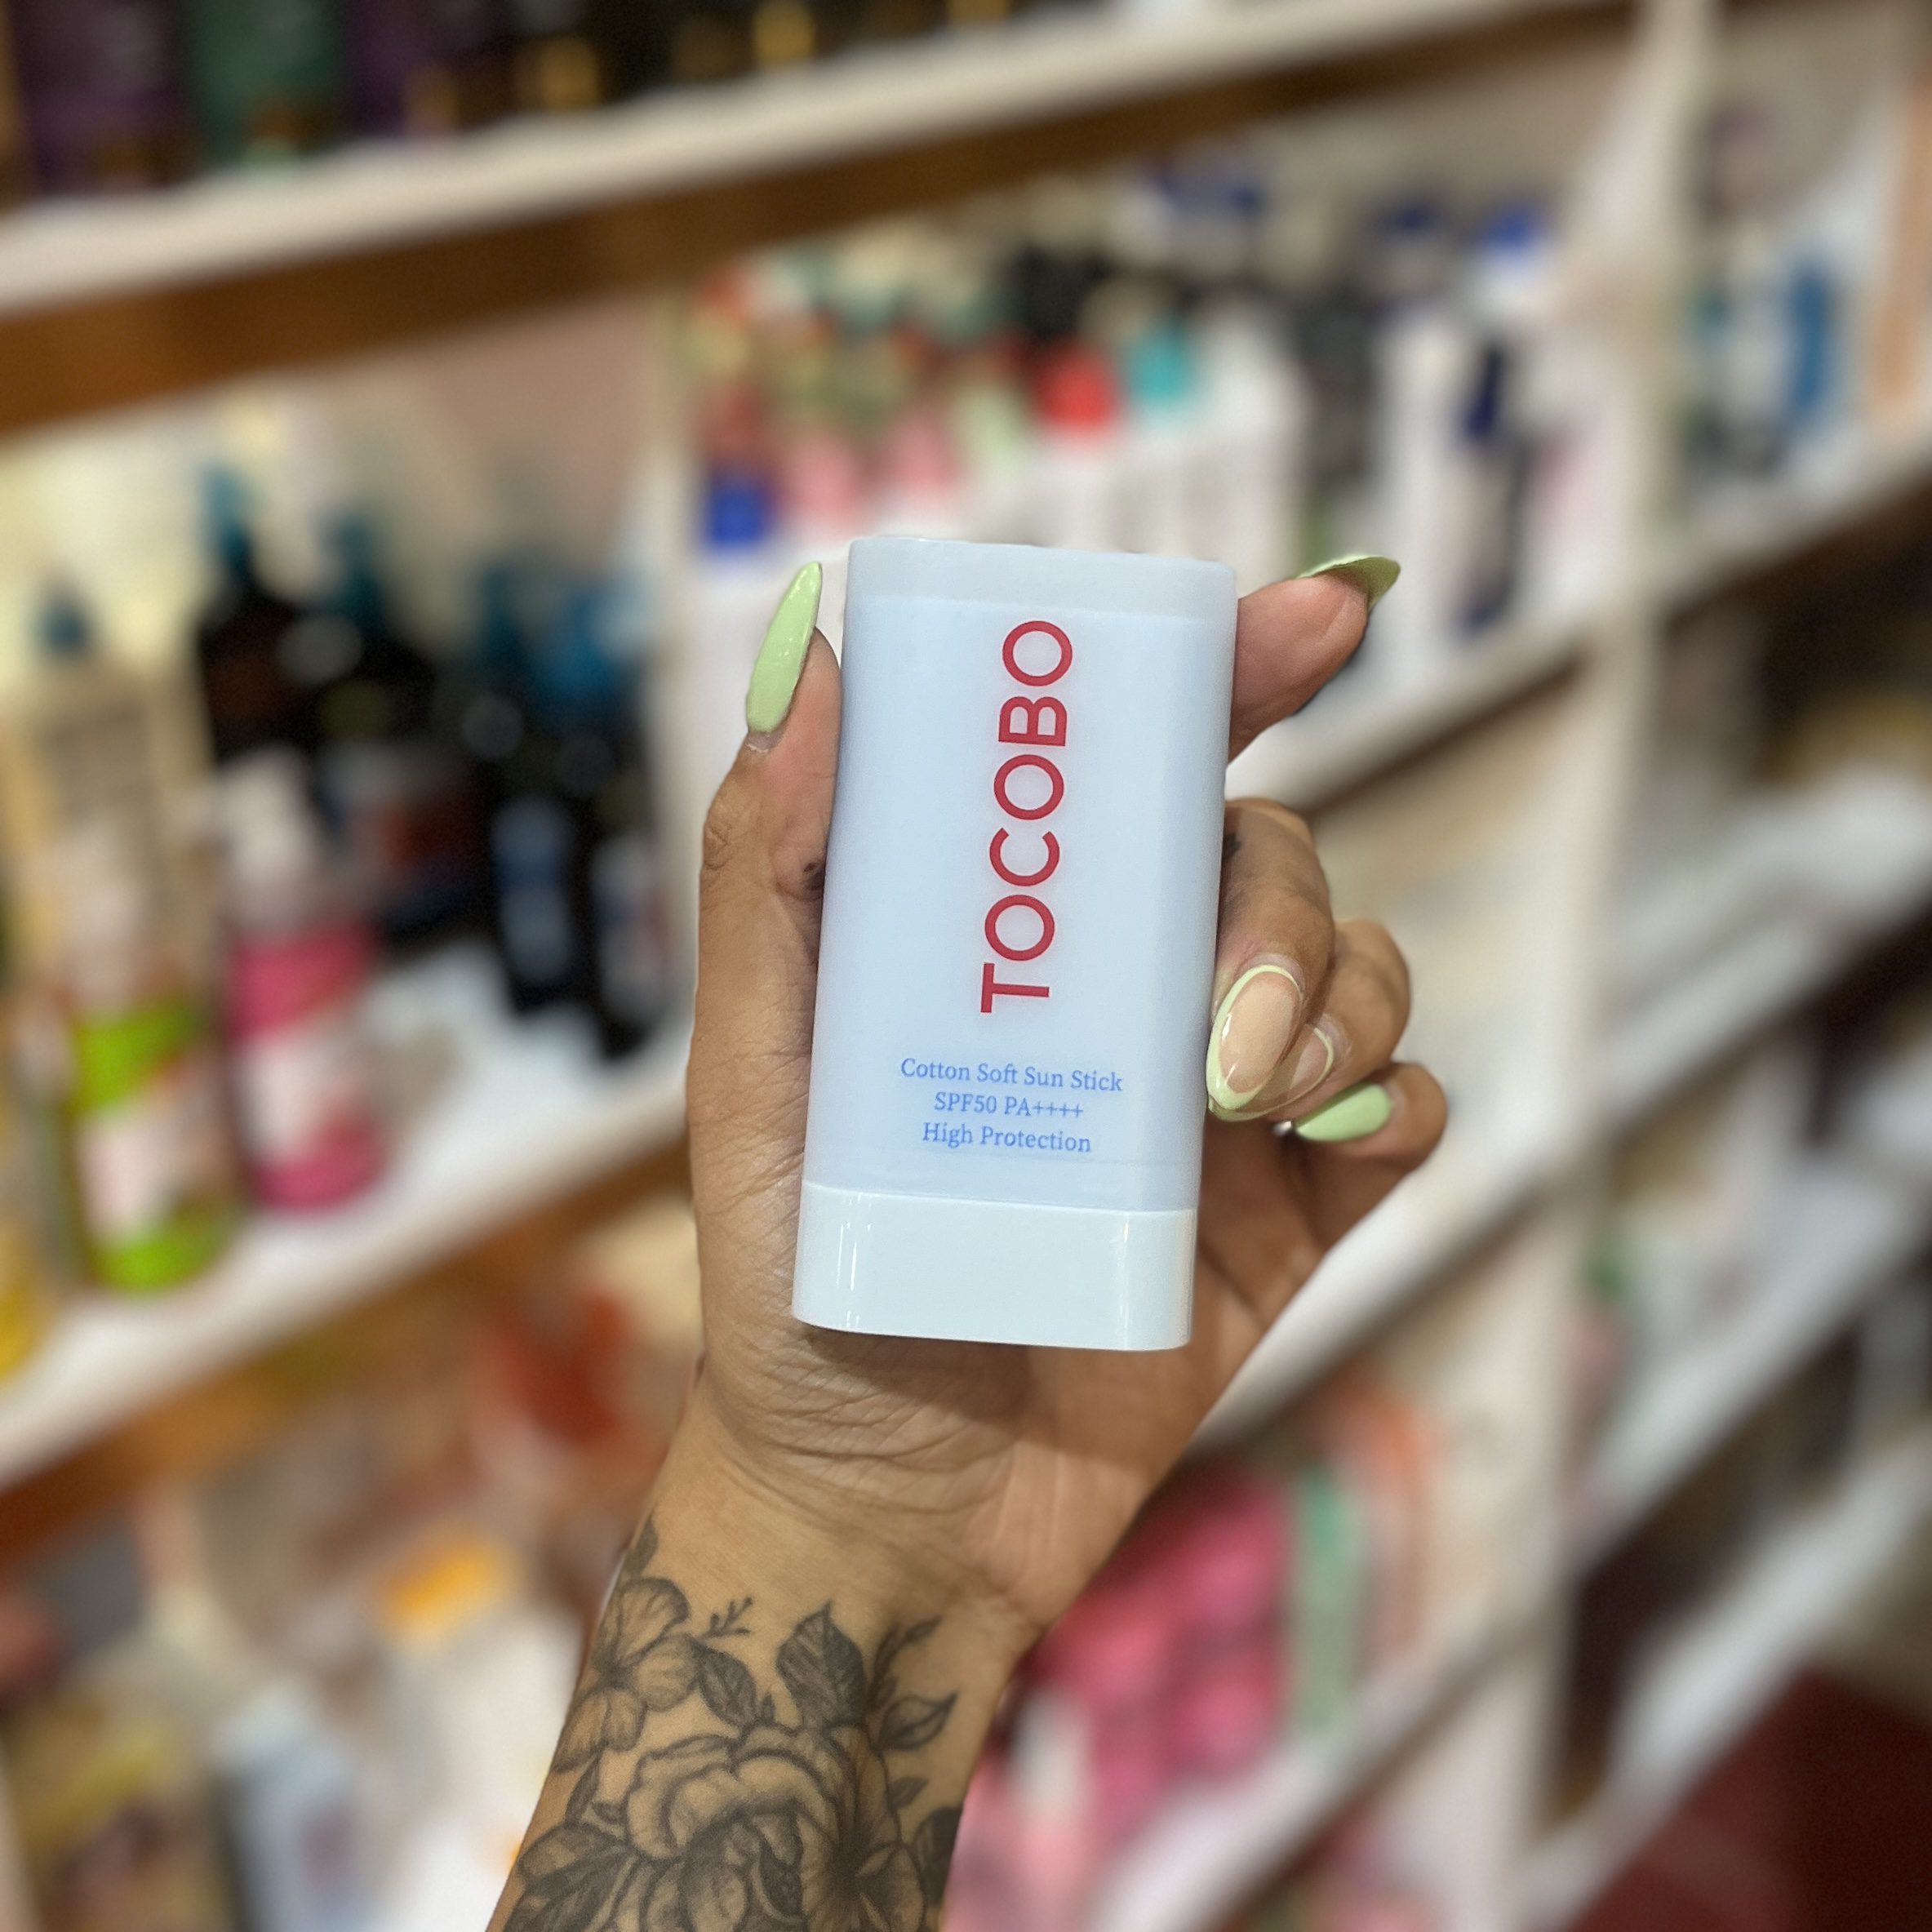 TOCOBO
Cotton Soft Sun Stick
SPF50 PA++++
High Protection